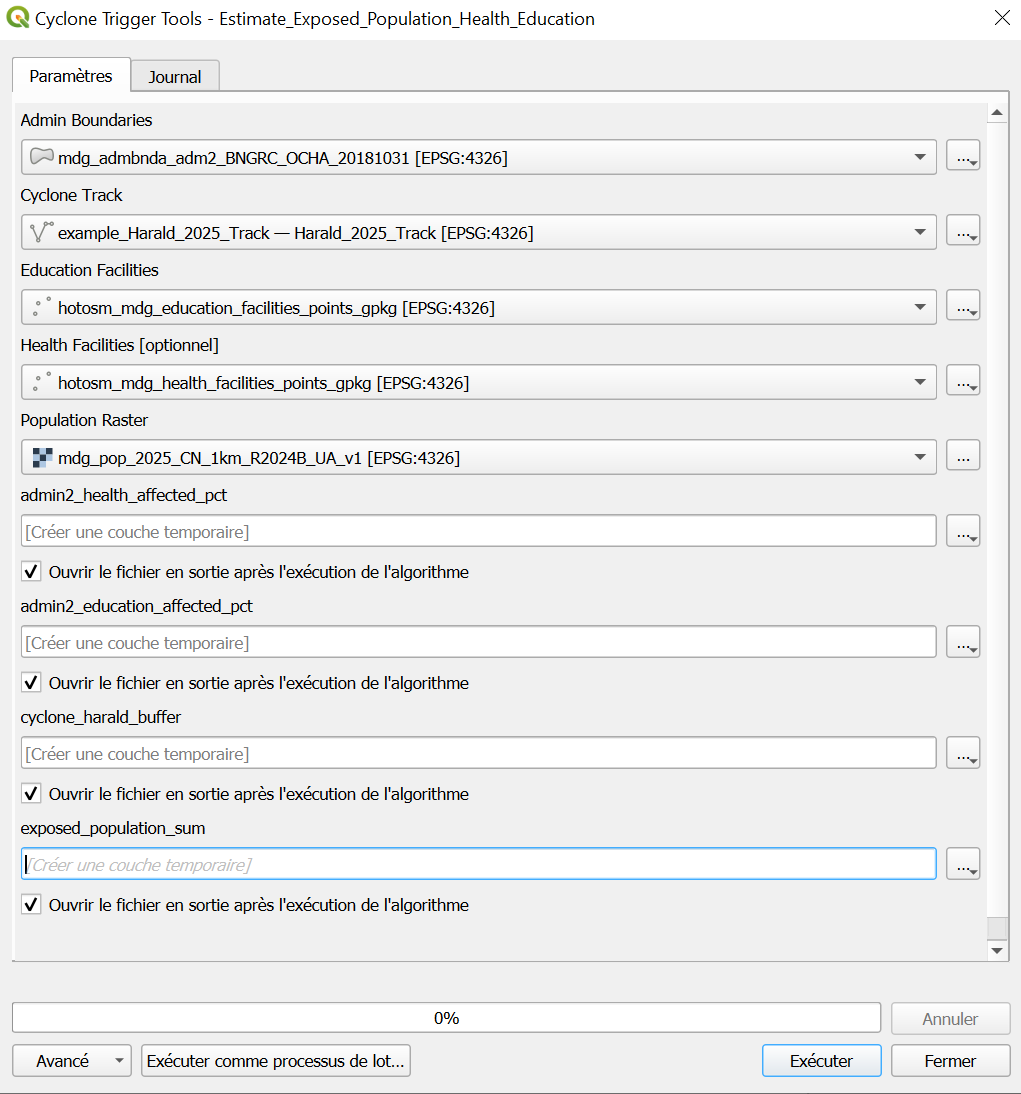 Cyclone Trigger Tools - Estimate_Exposed_Population_Health_Education
Paramètres
Journal
Admin Boundaries
mdg_admbnda_adm2_BNGRC_OCHA_20181031 [EPSG:4326]
...
Cyclone Track
example_Harald_2025_Track — Harald_2025_Track [EPSG:4326]
...
Education Facilities
hotosm_mdg_education_facilities_points_gpkg [EPSG:4326]
...
Health Facilities [optionnel]
hotosm_mdg_health_facilities_points_gpkg [EPSG:4326]
...
Population Raster
mdg_pop_2025_CN_1km_R2024B_UA_v1 [EPSG:4326]
...
admin2_health_affected_pct
[Créer une couche temporaire]
...
Ouvrir le fichier en sortie après l'exécution de l'algorithme
admin2_education_affected_pct
[Créer une couche temporaire]
...
Ouvrir le fichier en sortie après l'exécution de l'algorithme
cyclone_harald_buffer
[Créer une couche temporaire]
...
Ouvrir le fichier en sortie après l'exécution de l'algorithme
exposed_population_sum
[Créer une couche temporaire]
...
Ouvrir le fichier en sortie après l'exécution de l'algorithme
0%
Annuler
Avancé
Exécuter comme processus de lot...
Exécuter
Fermer